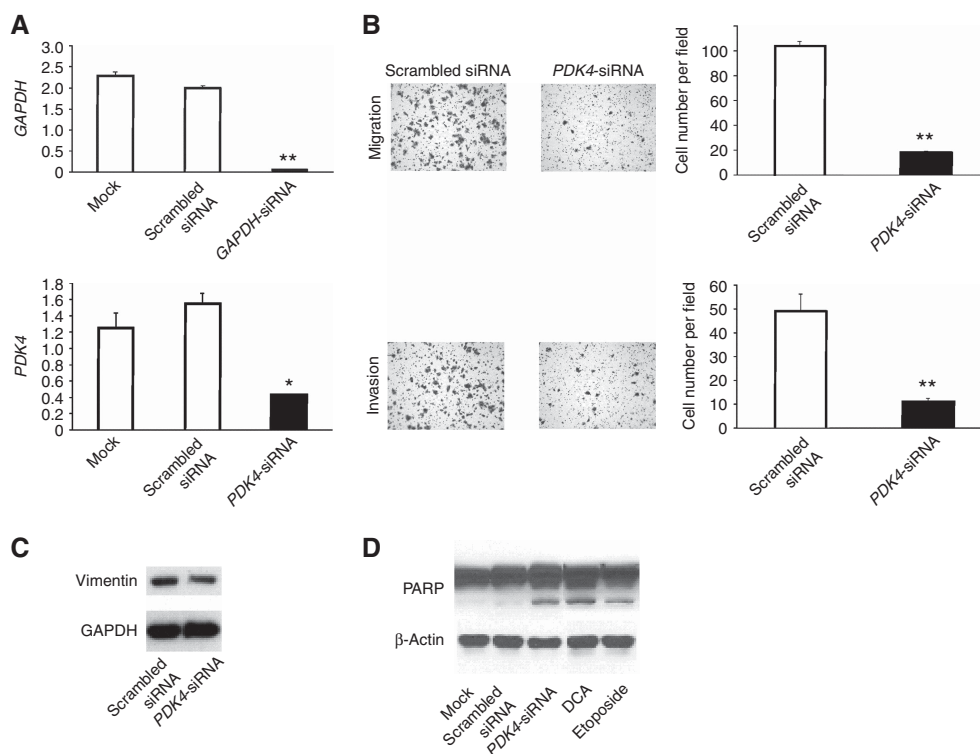 A
GAPDH
3.0
2.5
2.0
1.5
1.0
0.5
0
**
Mock
Scrambled
siRNA
GAPDH-siRNA
PDK4
1.8
1.6
1.4
1.2
1.0
0.8
0.6
0.4
0.2
0
*
Mock
Scrambled
siRNA
PDK4-siRNA
B
Scrambled siRNA
PDK4-siRNA
Migration
Invasion
Cell number per field
100
80
60
40
20
0
**
Scrambled
siRNA
PDK4-siRNA
Cell number per field
60
50
40
30
20
10
0
**
Scrambled
siRNA
PDK4-siRNA
C
Vimentin
GAPDH
Scrambled
siRNA
PDK4-siRNA
D
PARP
β-Actin
Mock
Scrambled
siRNA
PDK4-siRNA
DCA
Etoposide